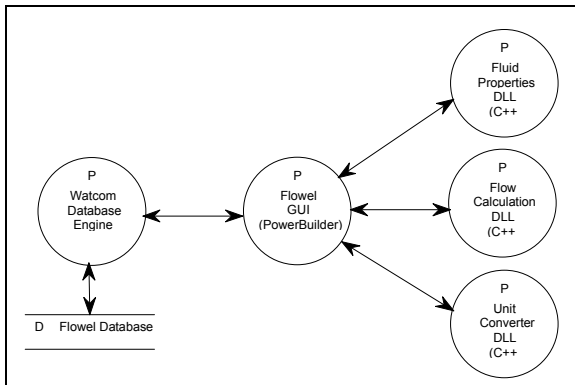 P
Fluid
Properties
DLL
(C++
P
Watcom
Database
Engine
P
Flowel
GUI
(PowerBuilder)
P
Flow
Calculation
DLL
(C++
P
Unit
Converter
DLL
(C++
D Flowel Database